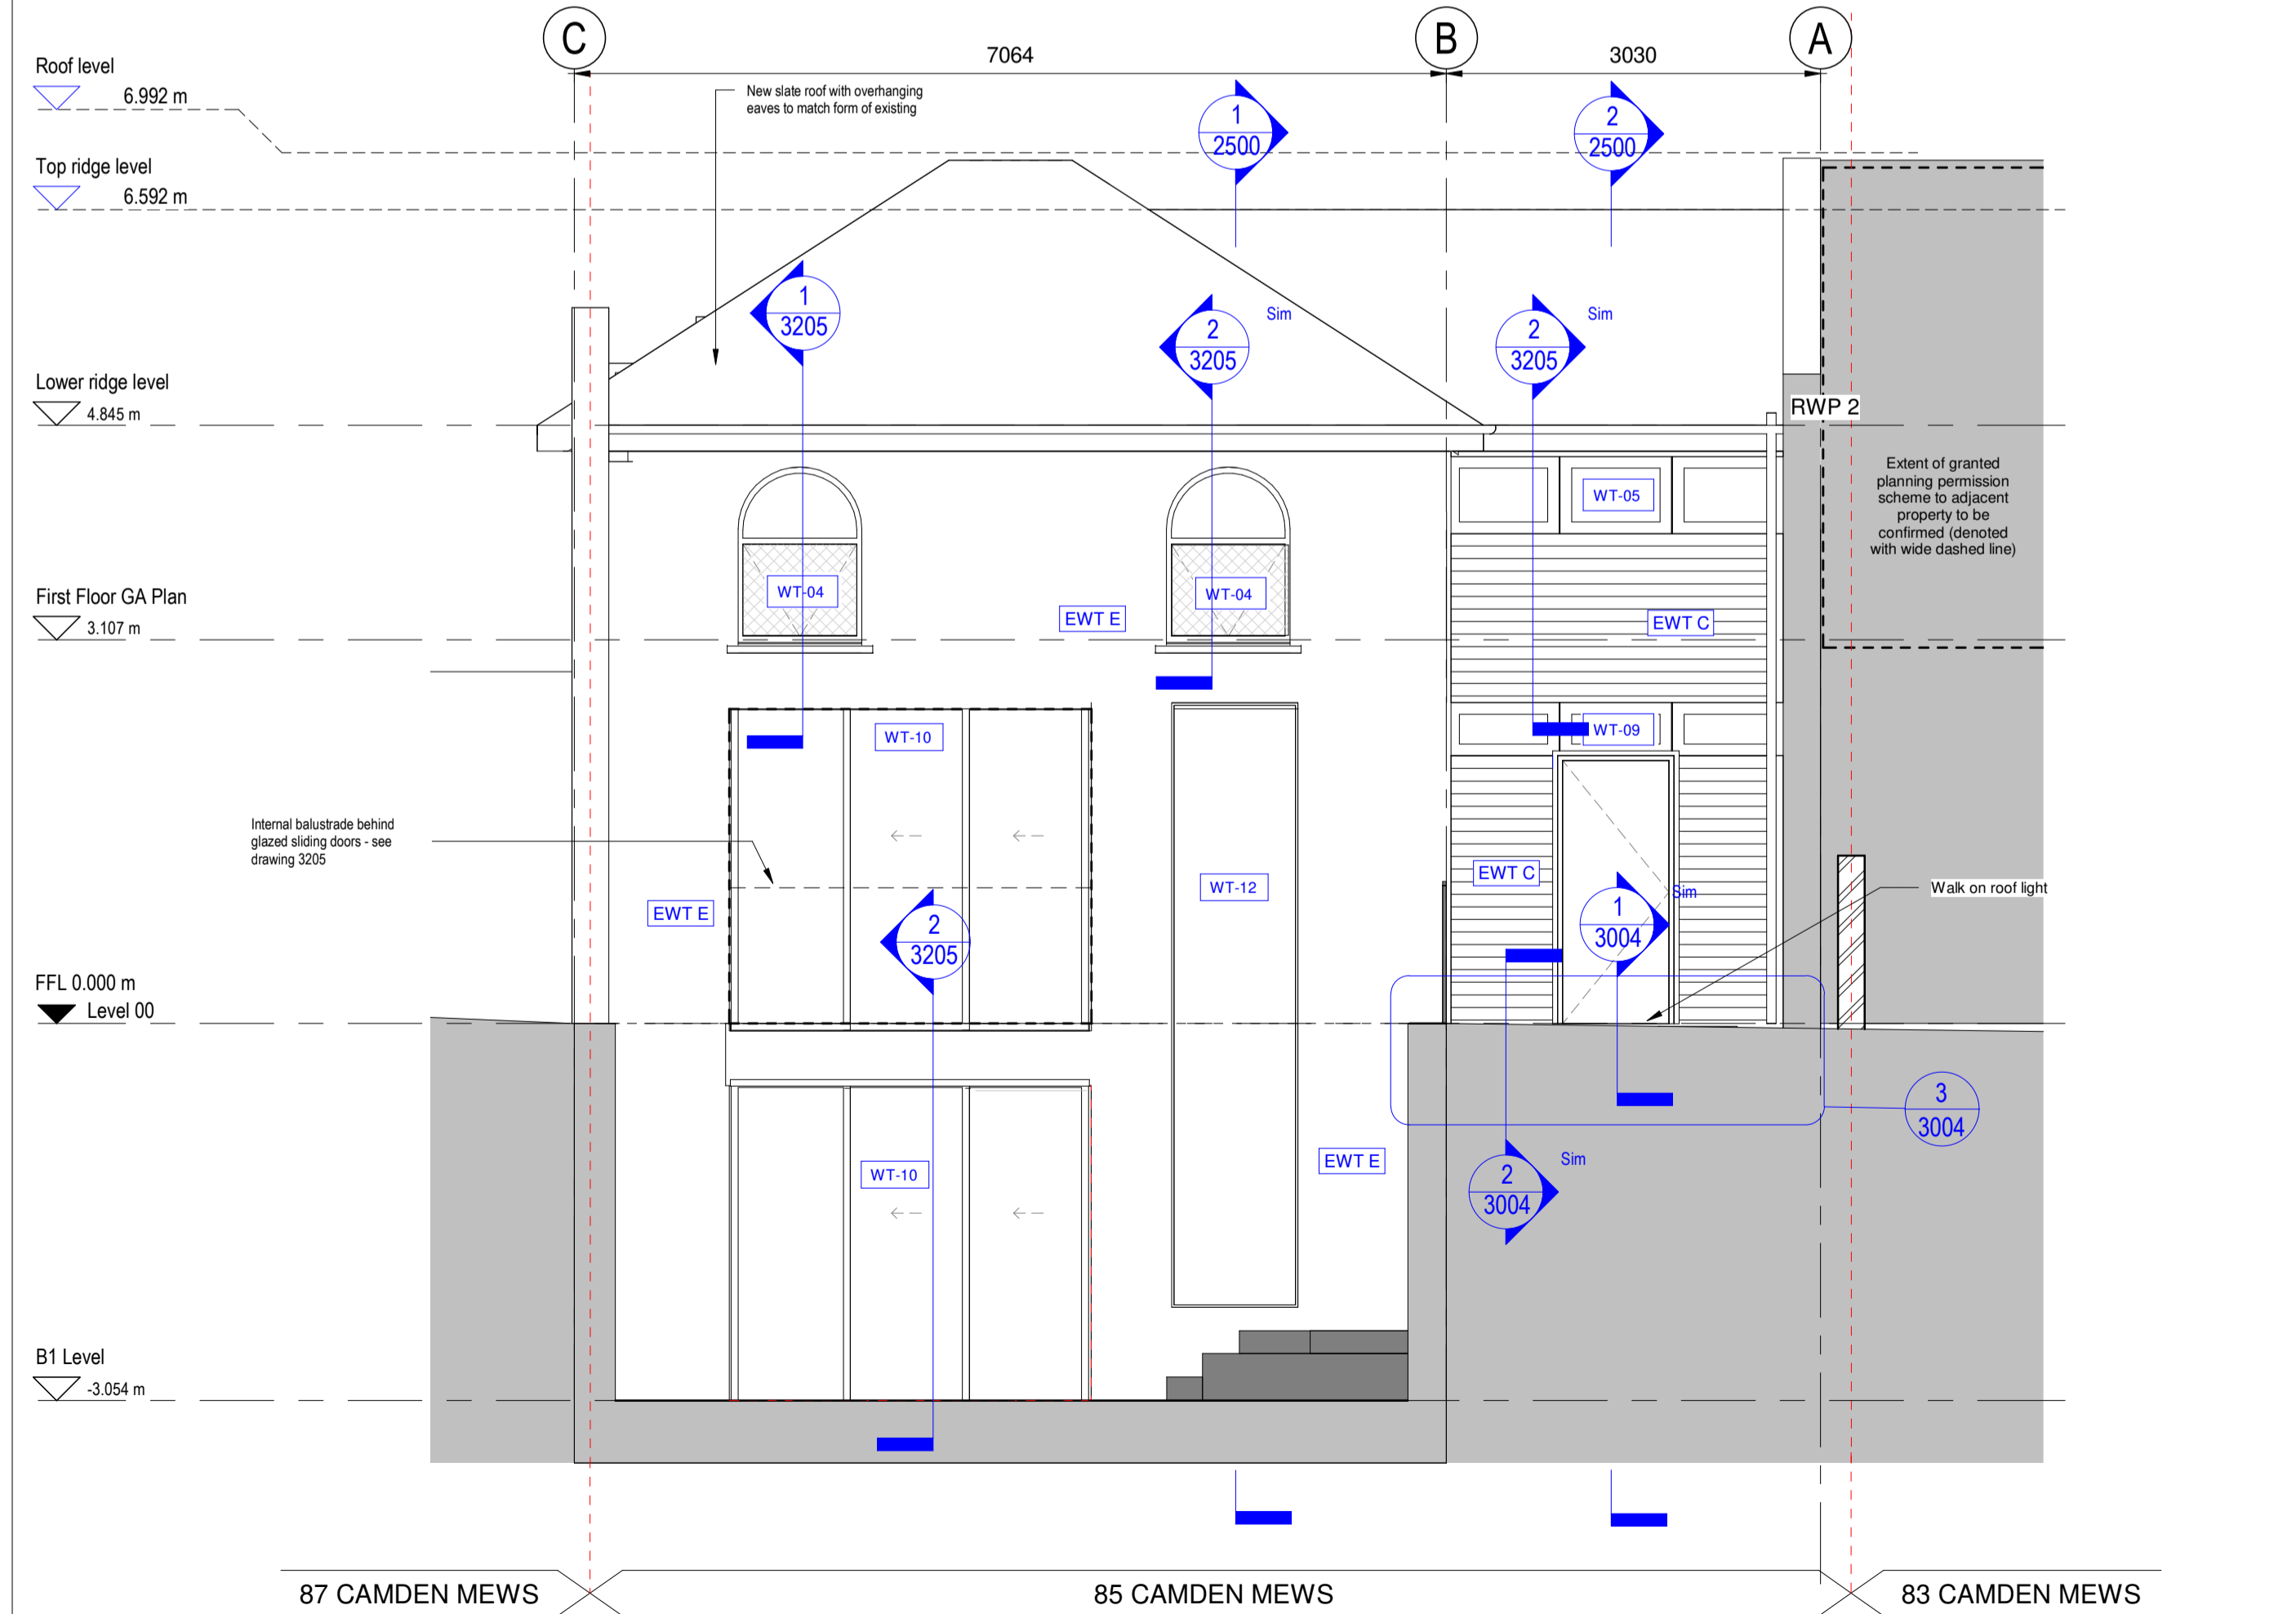 C
B
A
7064
3030
Roof level
6.992 m
New slate roof with overhanging
eaves to match form of existing
1
2500
2
2500
Top ridge level
6.592 m
1
3205
2
3205
Sim
2
3205
Sim
Lower ridge level
4.845 m
RWP 2
Extent of granted
planning permission
scheme to adjacent
property to be
confirmed (denoted
with wide dashed line)
WT-05
WT-04
WT-04
First Floor GA Plan
3.107 m
EWT E
EWT C
WT-10
WT-09
Internal balustrade behind
glazed sliding doors - see
drawing 3205
EWT E
2
3205
WT-12
EWT C
1
3004
Sim
Walk on roof light
FFL 0.000 m
Level 00
3
3004
WT-10
EWT E
2
3004
Sim
B1 Level
-3.054 m
87 CAMDEN MEWS
85 CAMDEN MEWS
83 CAMDEN MEWS